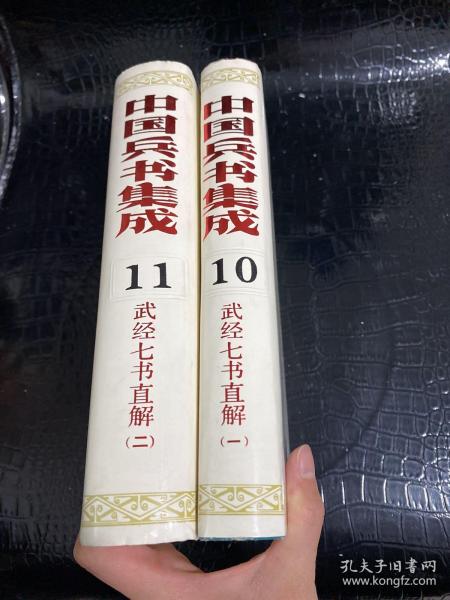 中国兵书集成
11
武经七书直解
(二)
中国兵书集成
10
武经七书直解
(一)
孔夫子旧书网
www.kongfz.com